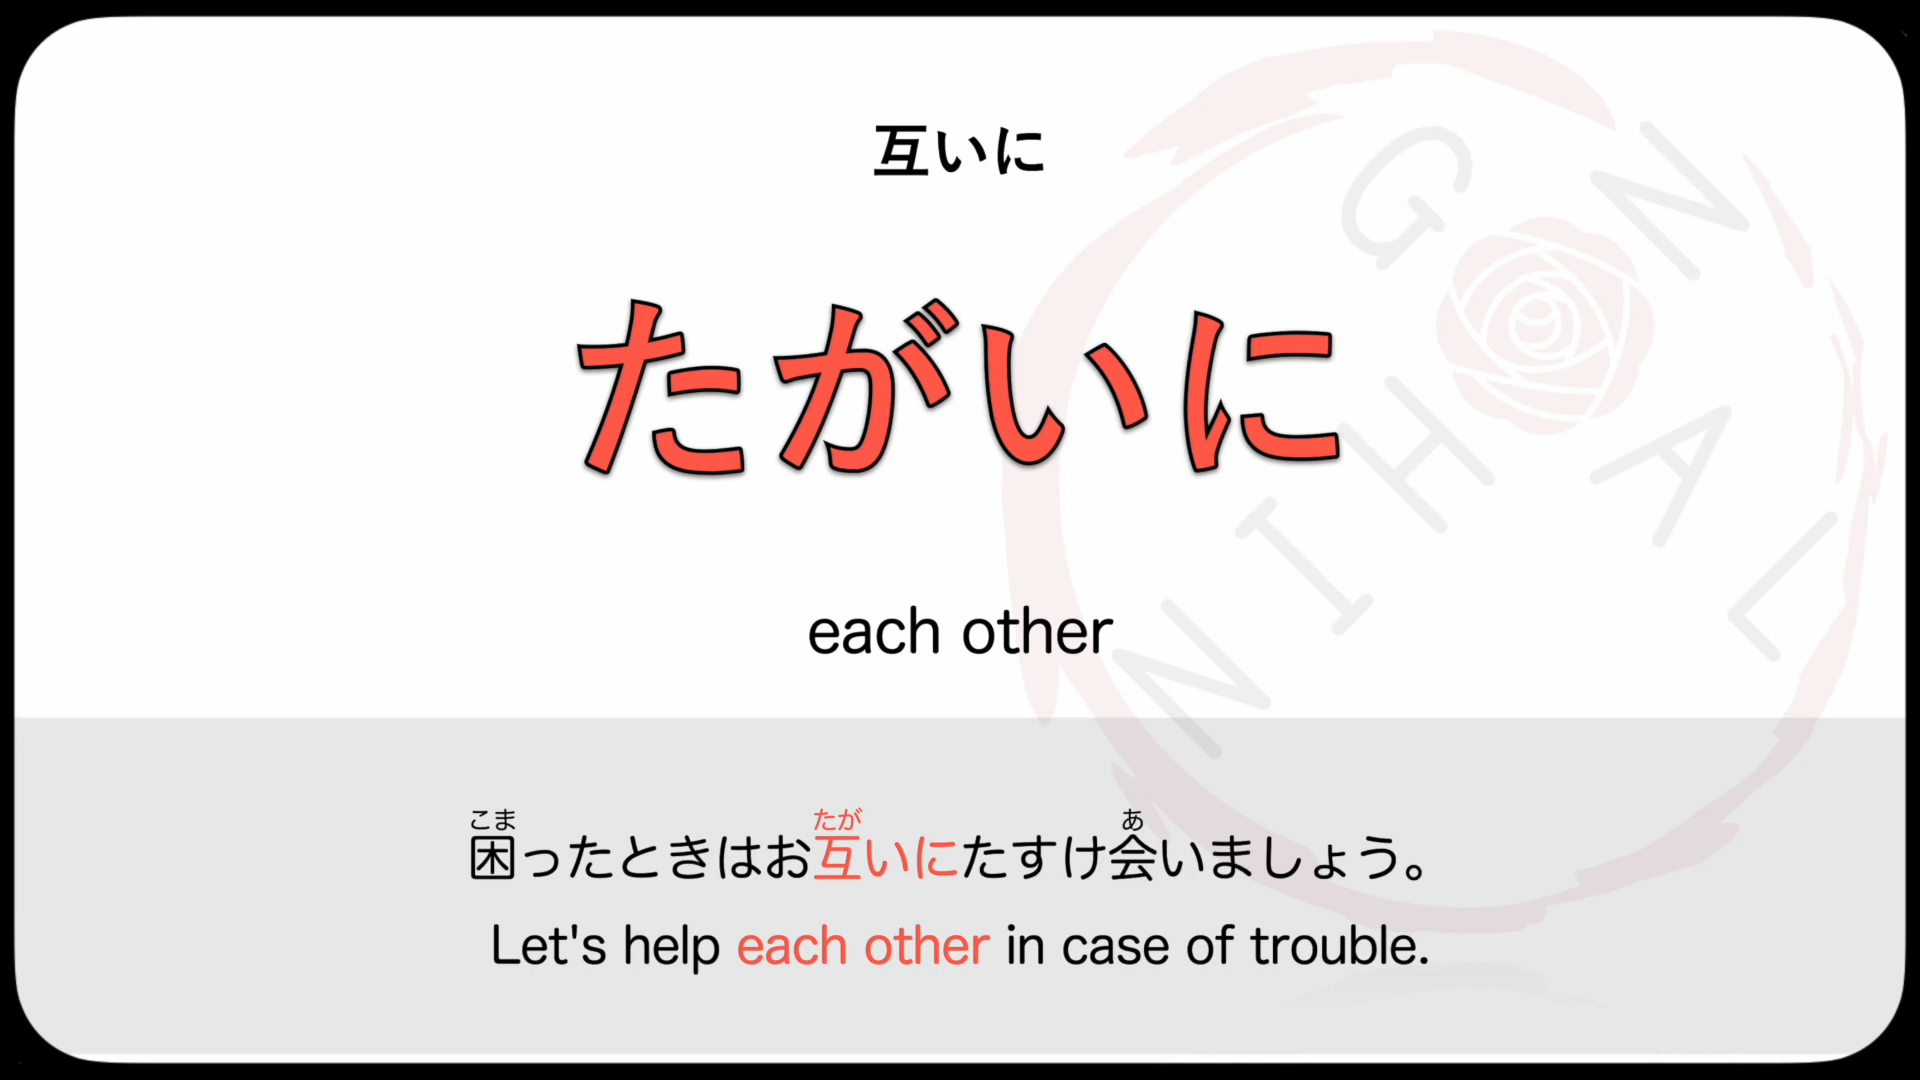 互いに
たがいに
each other
こま たが あ
困ったときはお互いにたすけ会いましょう。
Let's help each other in case of trouble.
NIHONGAL